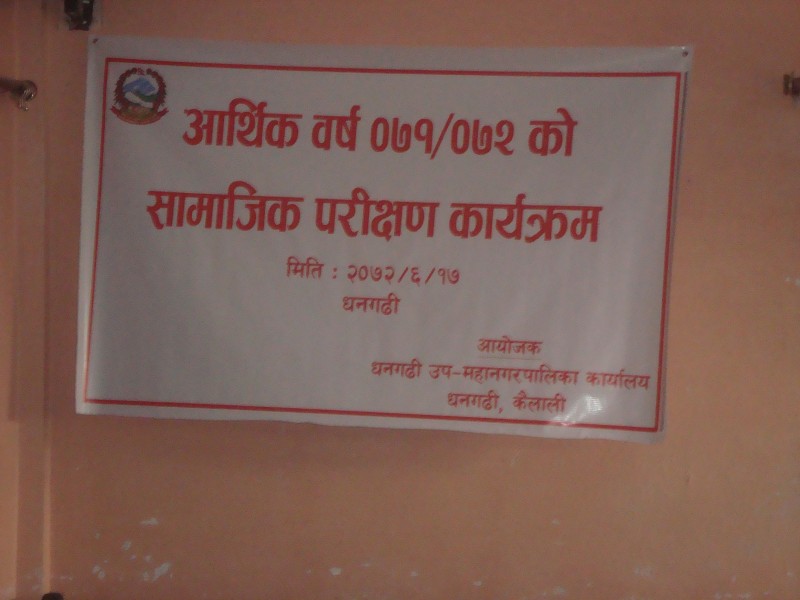 आर्थिक वर्ष ०७१/०७२ को
सामाजिक परीक्षण कार्यक्रम
मिति : २०७२/६/१७
धनगढी
आयोजक
धनगढी उप-महानगरपालिका कार्यालय
धनगढी, कैलाली